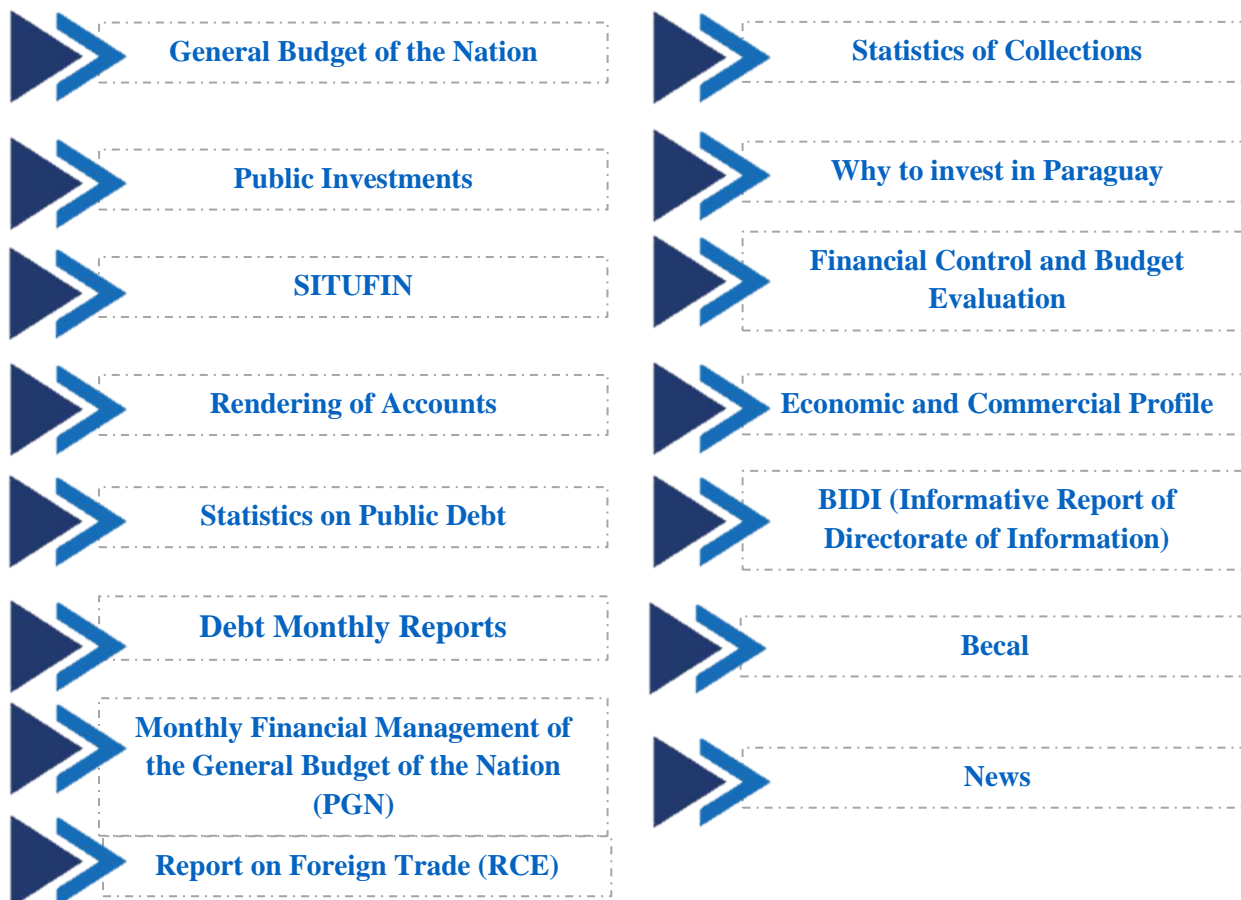 General Budget of the Nation
Public Investments
SITUFIN
Rendering of Accounts
Statistics on Public Debt
Debt Monthly Reports
Monthly Financial Management of
the General Budget of the Nation
(PGN)
Report on Foreign Trade (RCE)
Statistics of Collections
Why to invest in Paraguay
Financial Control and Budget
Evaluation
Economic and Commercial Profile
BIDI (Informative Report of
Directorate of Information)
Becal
News